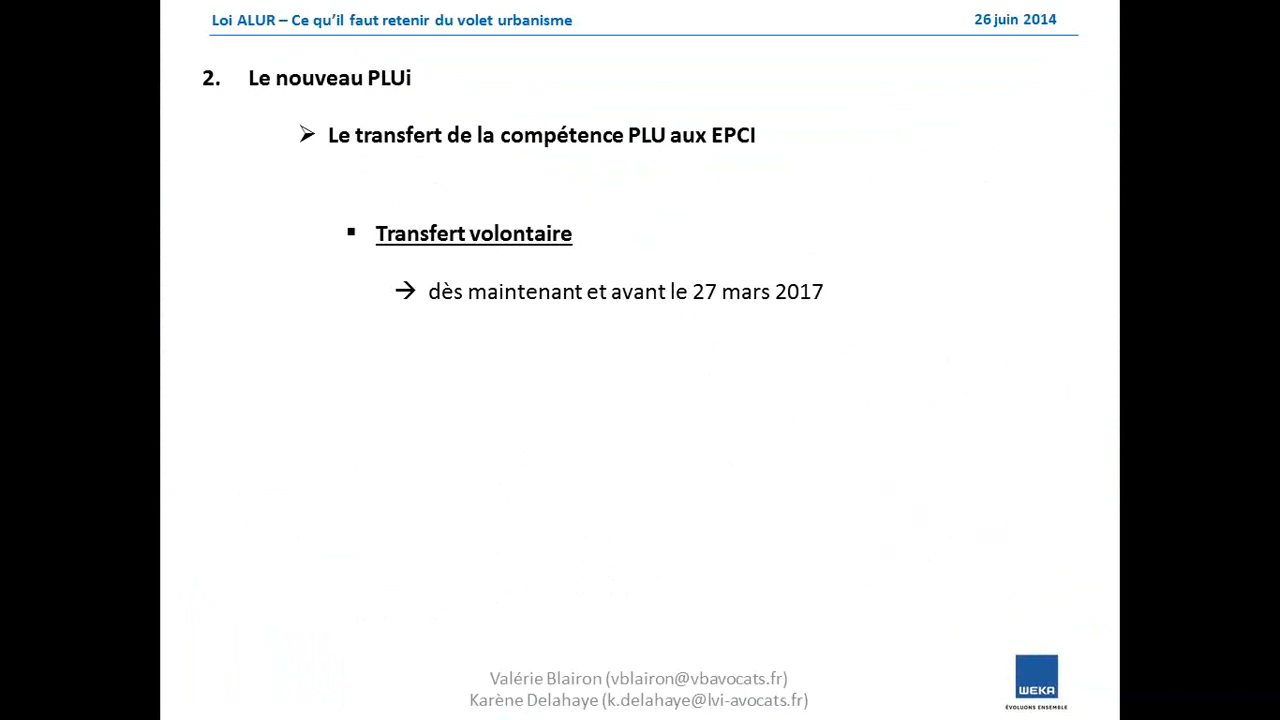 Loi ALUR – Ce qu'il faut retenir du volet urbanisme 26 juin 2014
2. Le nouveau PLUi
➢ Le transfert de la compétence PLU aux EPCI
▪ Transfert volontaire
→ dès maintenant et avant le 27 mars 2017
Valérie Blairon (vblairon@vbavocats.fr)
Karène Delahaye (k.delahaye@lvi-avocats.fr)
WEKA
ÉVOLUONS ENSEMBLE